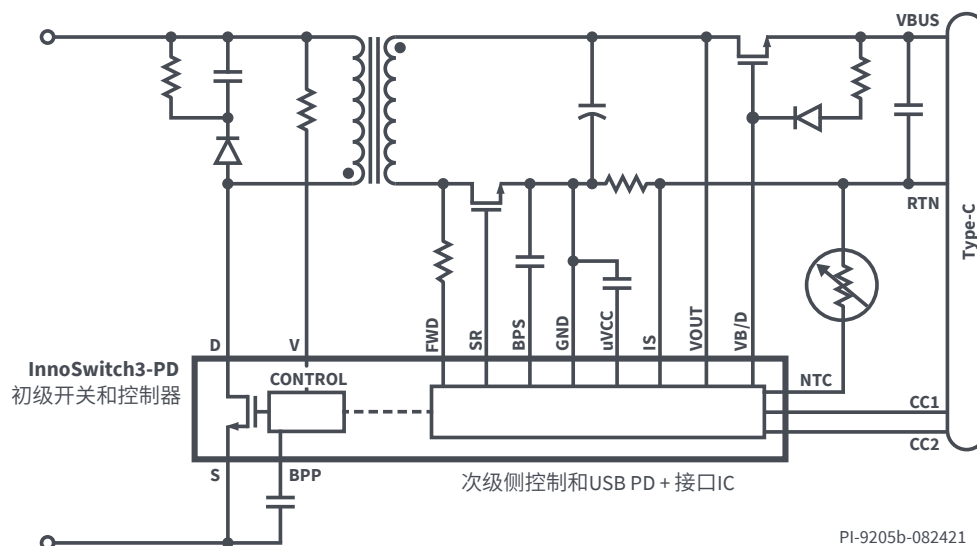 VBUS
RTN
Type-C
FWD
SR
BPS
GND
uVCC
IS
VOUT
VB/D
D
V
InnoSwitch3-PD
初级开关和控制器
CONTROL
NTC
CC1
CC2
S
BPP
次级侧控制和USB PD + 接口IC
PI-9205b-082421